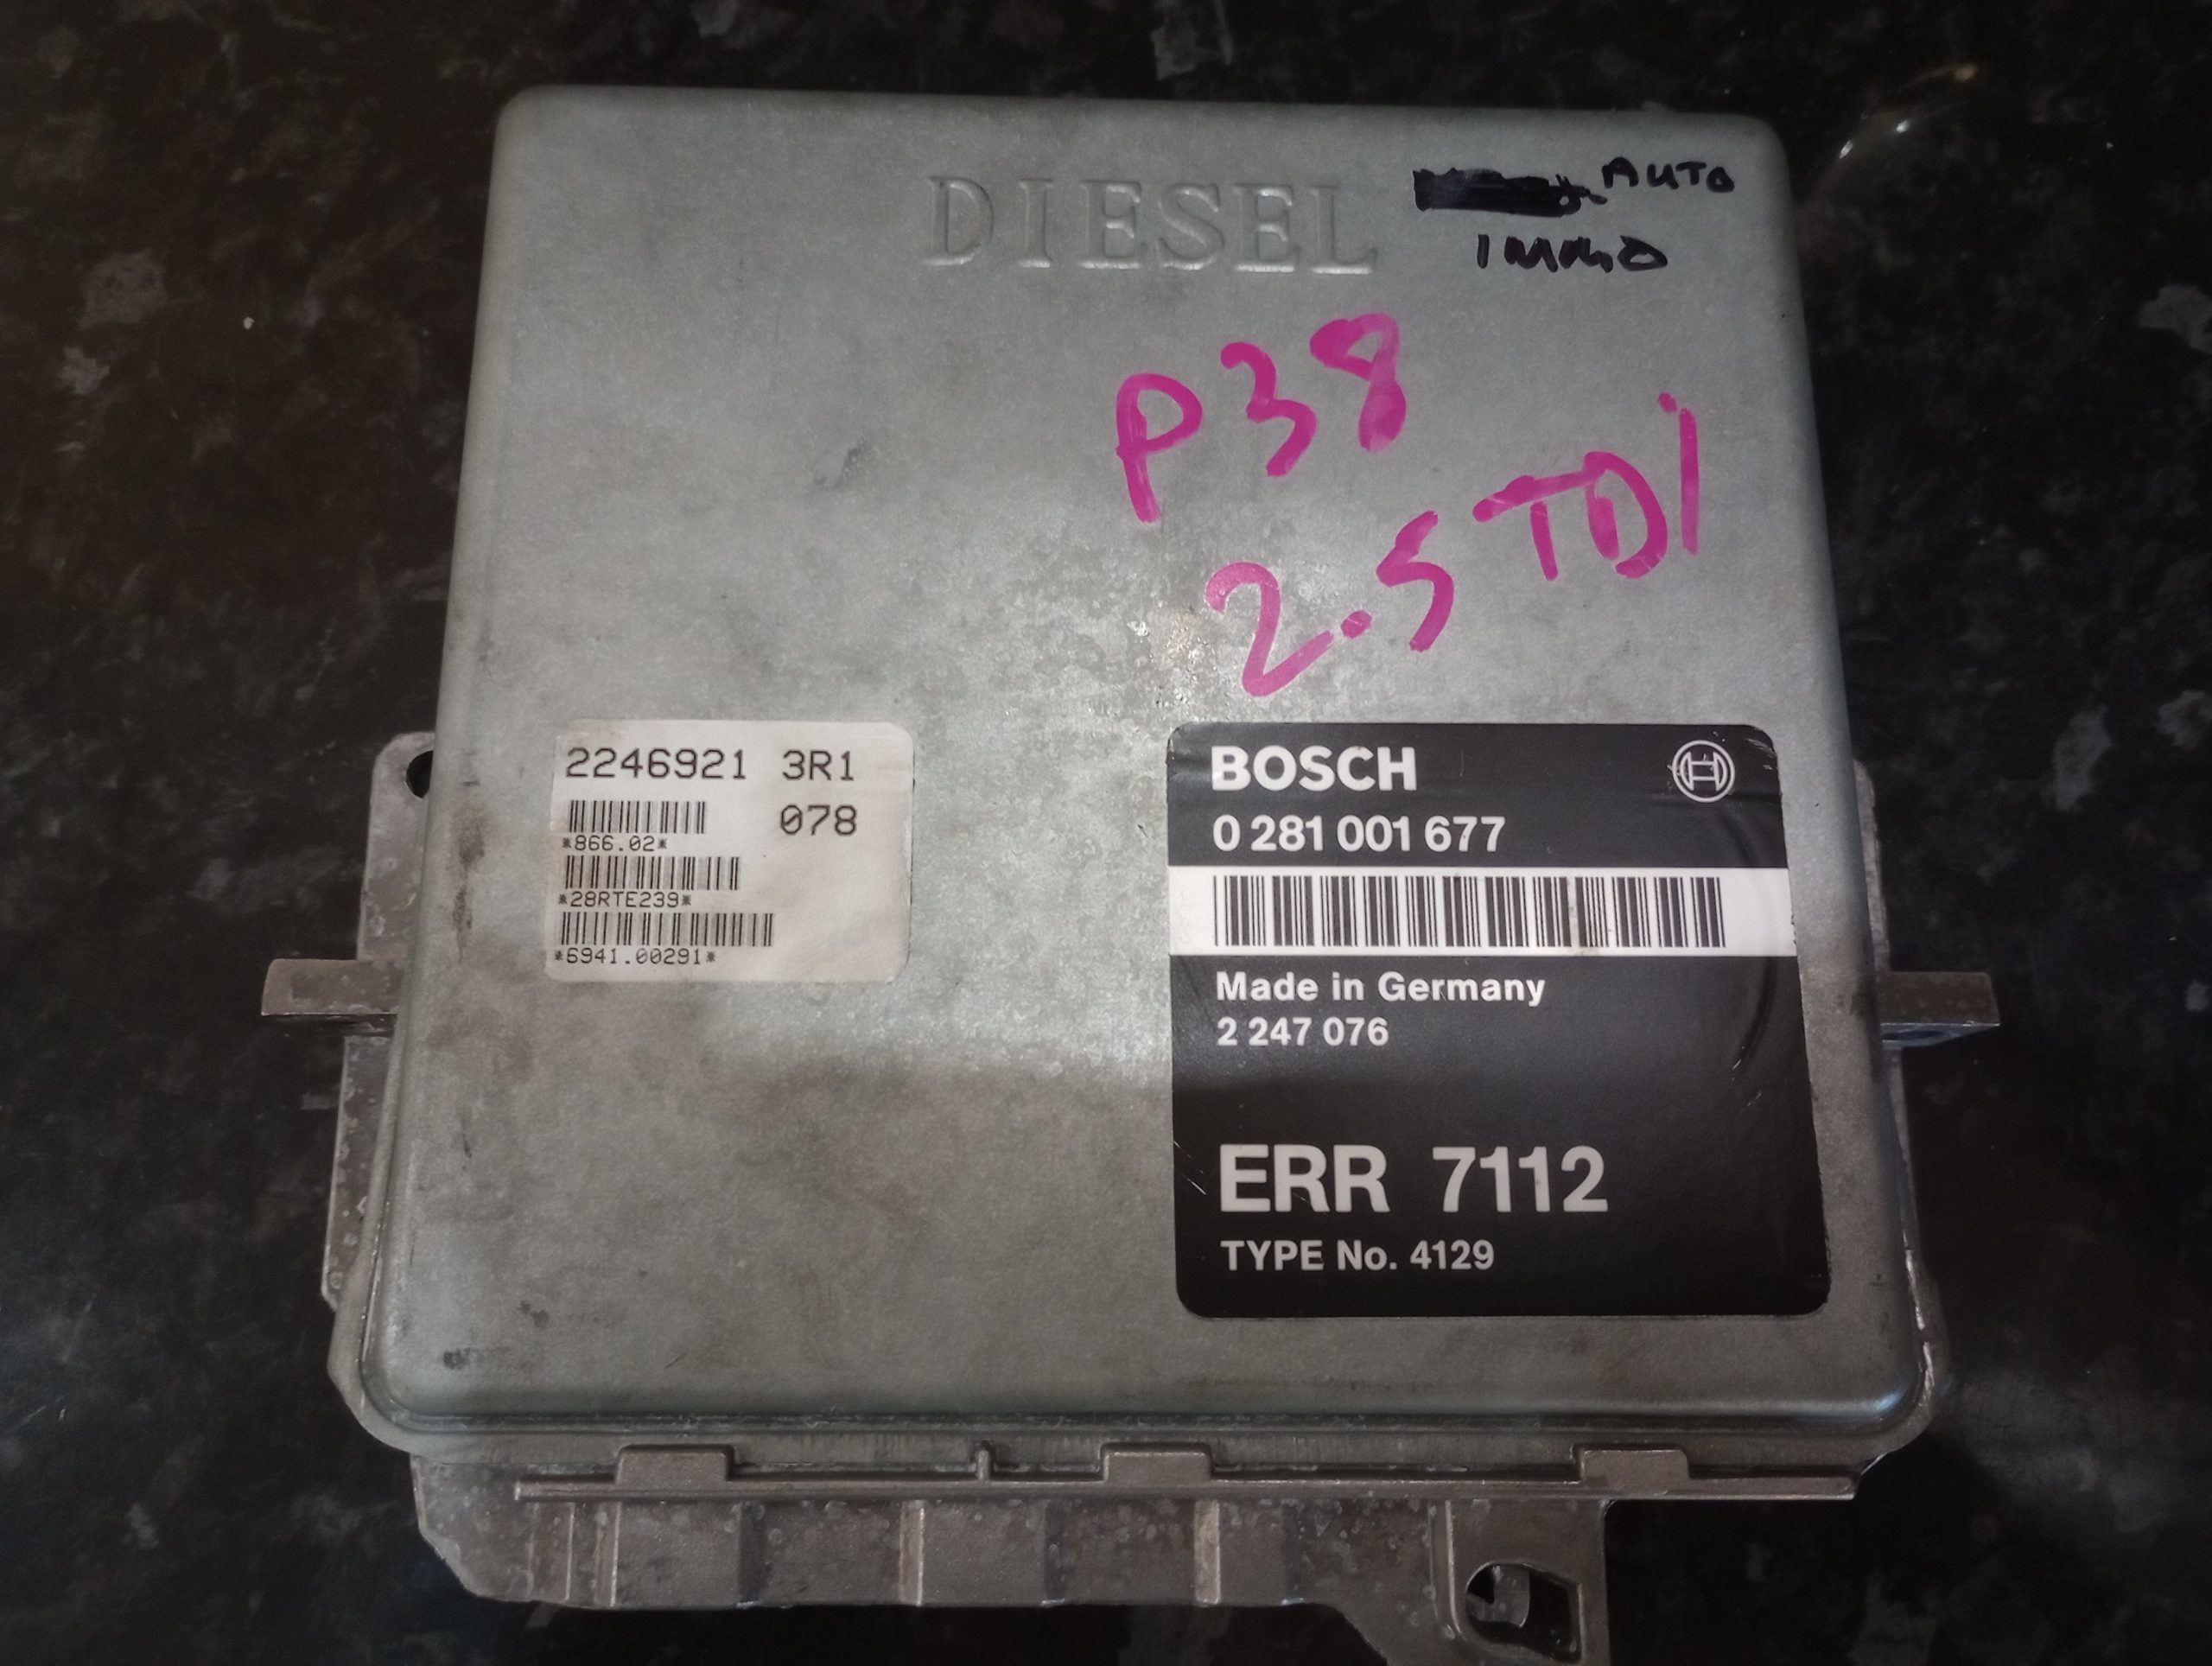 DIESEL
AUTO
IMMO
P38
2.5 TDI
2246921 3R1
078
*866.02*
*28RTE239*
*6941.00291*
BOSCH
0 281 001 677
Made in Germany
2 247 076
ERR 7112
TYPE No. 4129